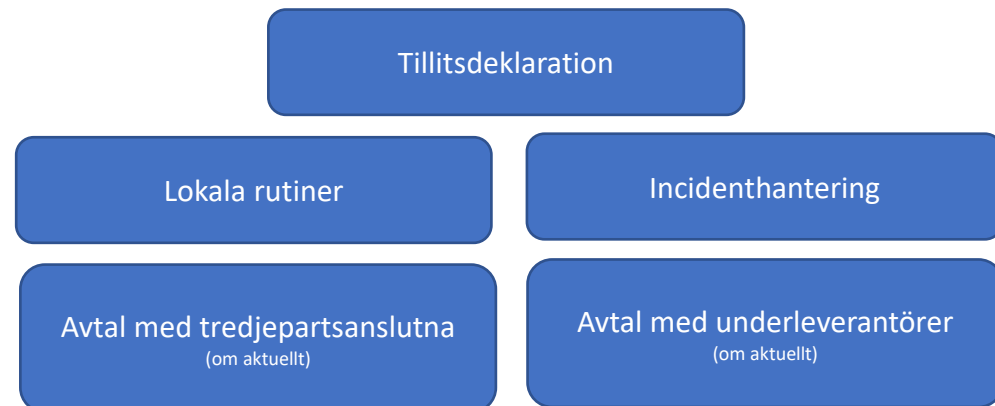 Tillitsdeklaration
Lokala rutiner
Incidenthantering
Avtal med tredjepartsanslutna
(om aktuellt)
Avtal med underleverantörer
(om aktuellt)